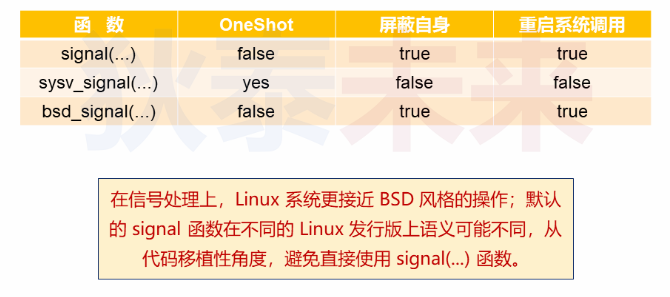 函 数 OneShot 屏蔽自身 重启系统调用
signal(…) false true true
sysv_signal(…) yes false false
bsd_signal(…) false true true
狄泰未来
在信号处理上，Linux 系统更接近 BSD 风格的操作；默认
的 signal 函数在不同的 Linux 发行版上语义可能不同，从
代码移植性角度，避免直接使用 signal(...) 函数。